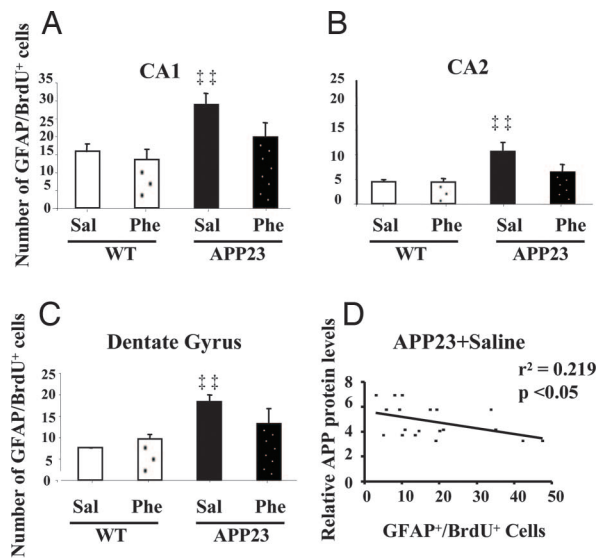 A
CA1
Number of GFAP/BrdU⁺ cells
35
30
25
20
15
10
5
0
‡ ‡
Sal Phe Sal Phe
WT APP23
B
CA2
25
20
15
10
5
0
‡ ‡
Sal Phe Sal Phe
WT APP23
C
Dentate Gyrus
Number of GFAP/BrdU⁺ cells
25
20
15
10
5
0
‡ ‡
Sal Phe Sal Phe
WT APP23
D
APP23+Saline
r² = 0.219
p <0.05
Relative APP protein levels
8
6
4
2
0
0 10 20 30 40 50
GFAP⁺/BrdU⁺ Cells